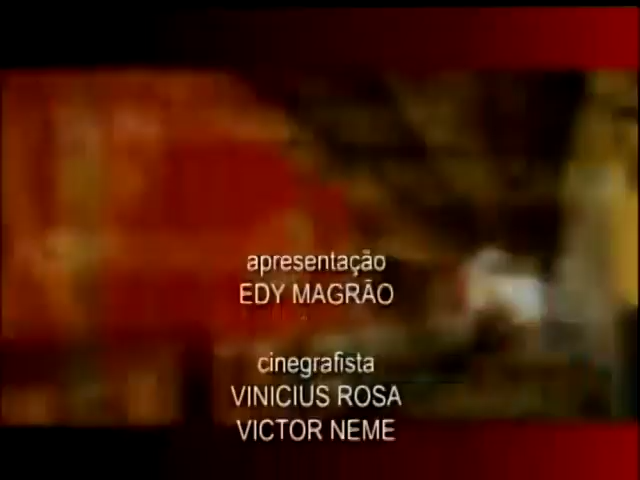 apresentação
EDY MAGRÃO
cinegrafista
VINICIUS ROSA
VICTOR NEME